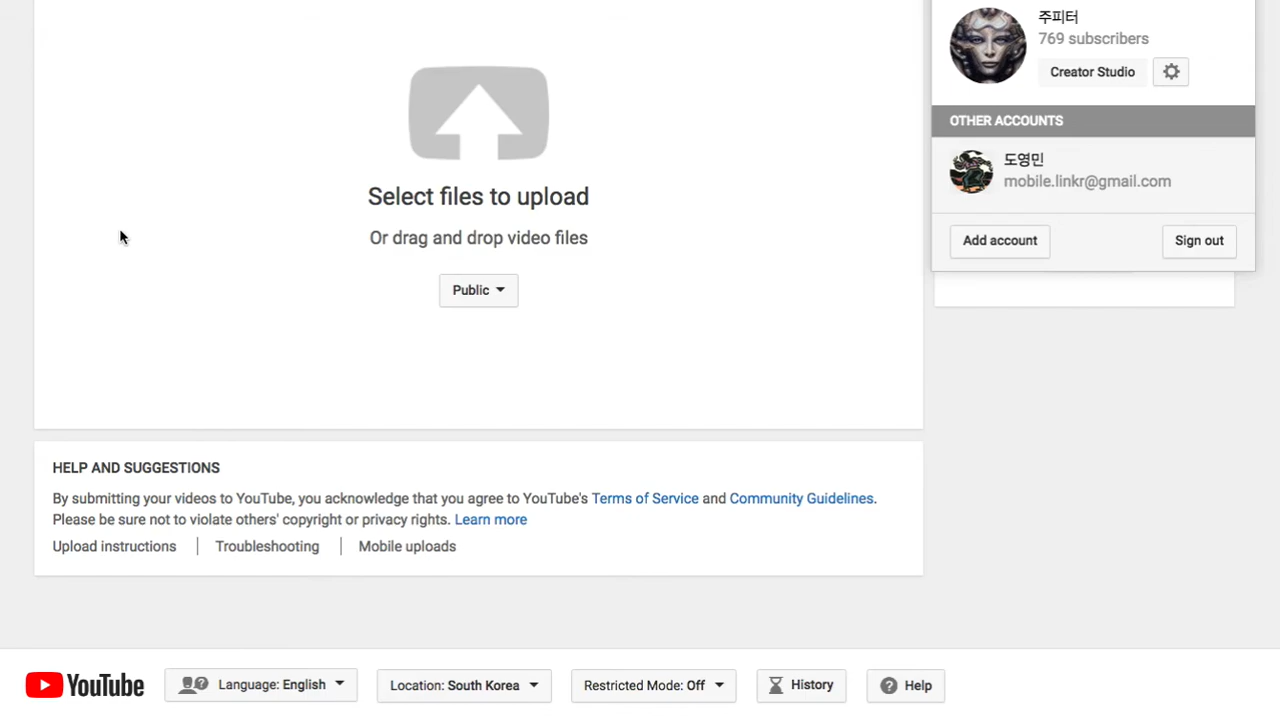 주피터
769 subscribers
Creator Studio
OTHER ACCOUNTS
도영민
mobile.linkr@gmail.com
Add account
Sign out
Select files to upload
Or drag and drop video files
Public
HELP AND SUGGESTIONS
By submitting your videos to YouTube, you acknowledge that you agree to YouTube's Terms of Service and Community Guidelines.
Please be sure not to violate others' copyright or privacy rights. Learn more
Upload instructions
Troubleshooting
Mobile uploads
YouTube
Language: English
Location: South Korea
Restricted Mode: Off
History
Help